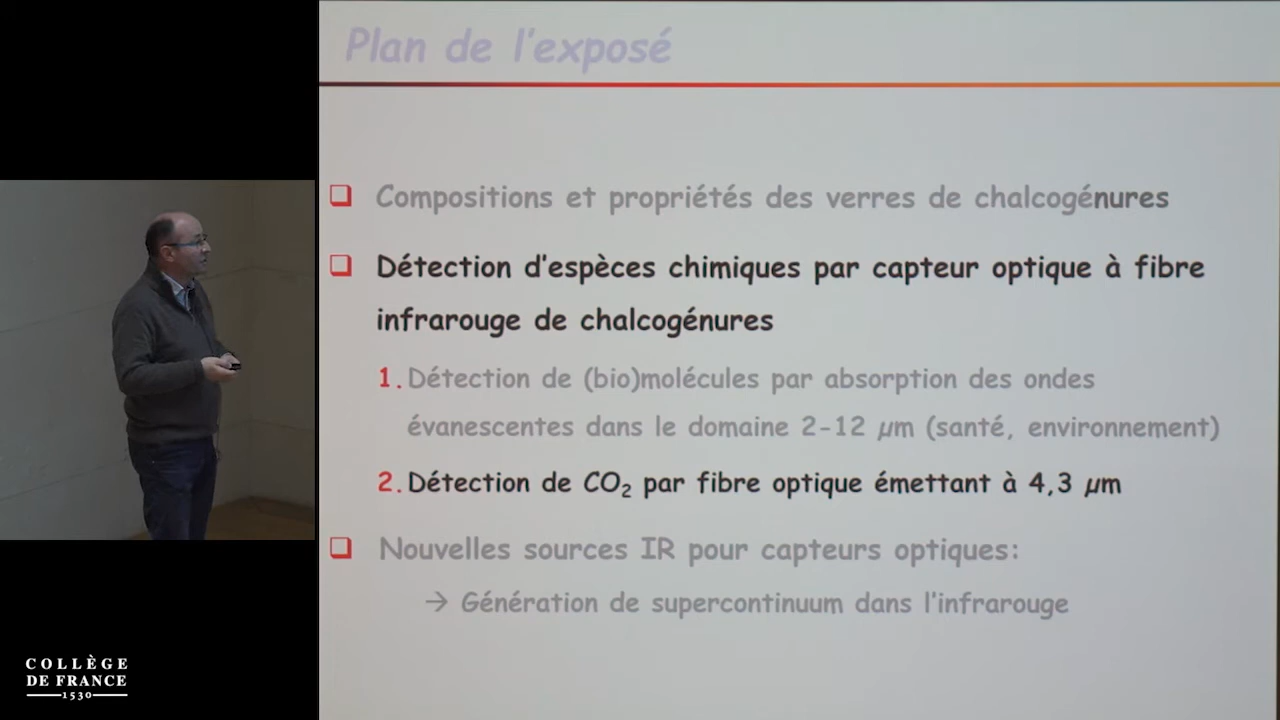 Plan de l'exposé
Compositions et propriétés des verres de chalcogénures
Détection d'espèces chimiques par capteur optique à fibre
infrarouge de chalcogénures
1. Détection de (bio)molécules par absorption des ondes
évanescentes dans le domaine 2-12 µm (santé, environnement)
2. Détection de CO₂ par fibre optique émettant à 4,3 µm
Nouvelles sources IR pour capteurs optiques:
→ Génération de supercontinuum dans l'infrarouge
COLLÈGE
DE FRANCE
1530